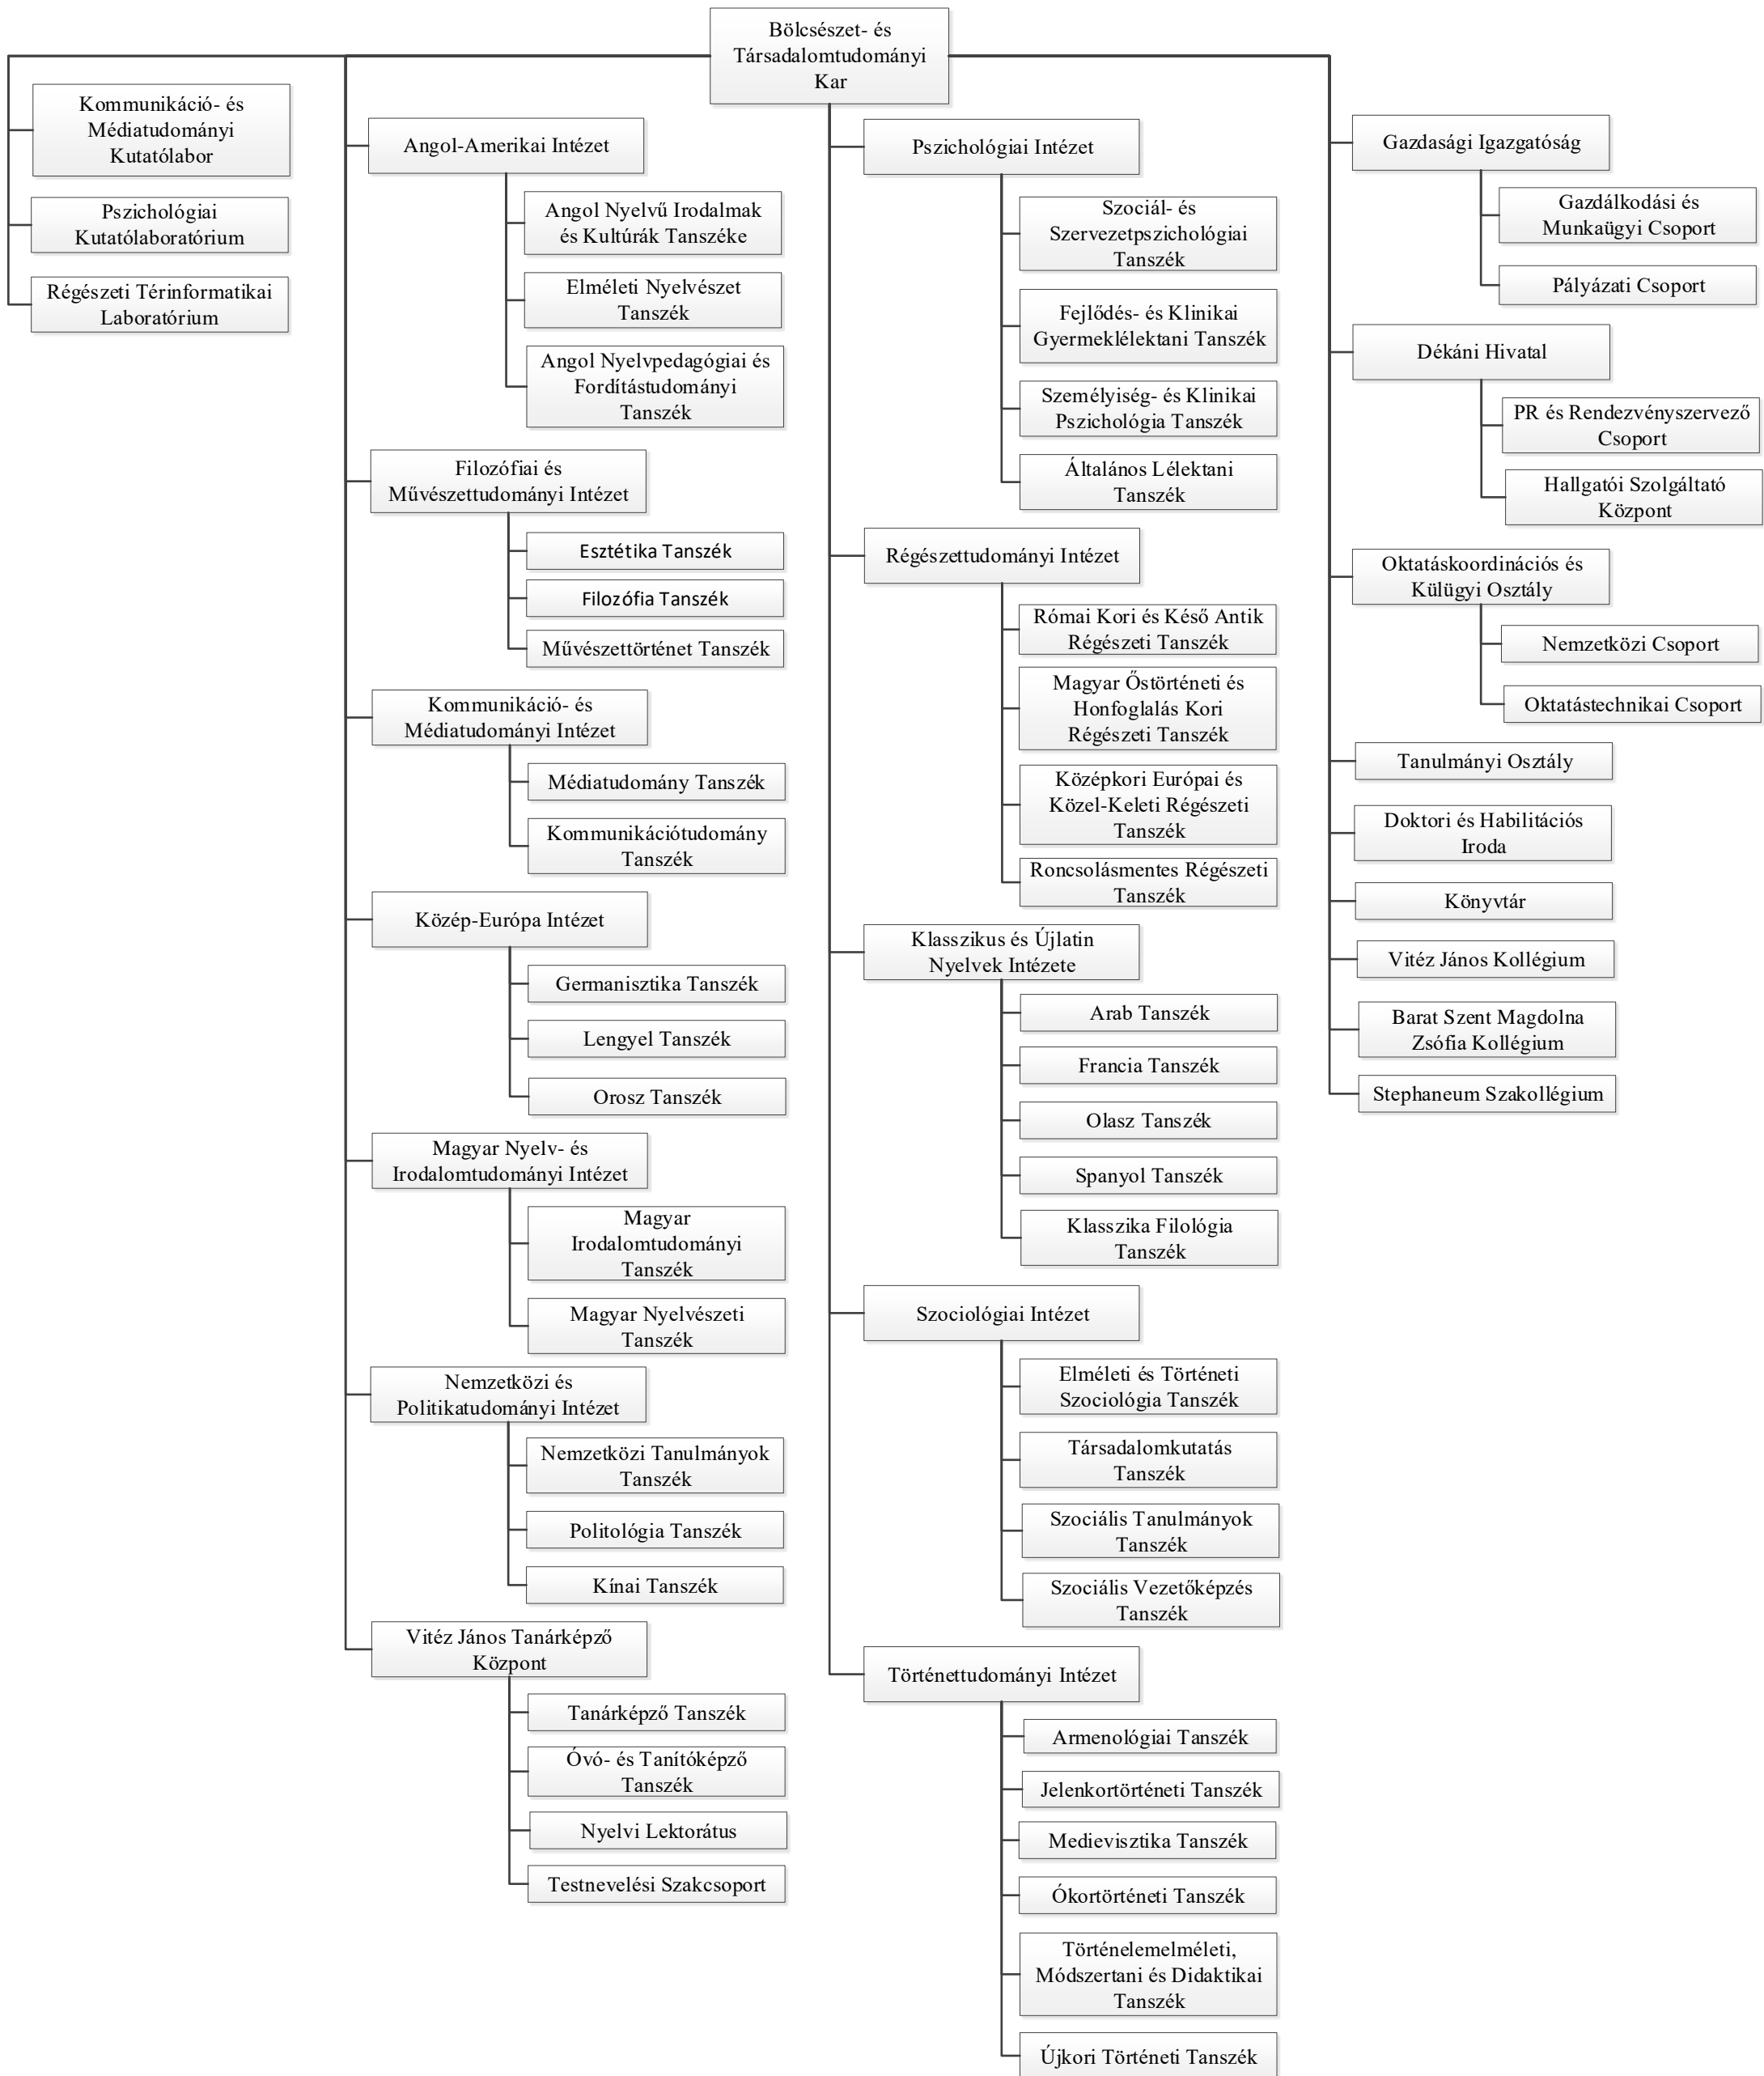 Bölcsészet- és
Társadalomtudományi
Kar
Kommunikáció- és
Médiatudományi
Kutatólabor
Pszichológiai
Kutatólaboratórium
Régészeti Térinformatikai
Laboratórium
Angol-Amerikai Intézet
Angol Nyelvű Irodalmak
és Kultúrák Tanszéke
Elméleti Nyelvészet
Tanszék
Angol Nyelvpedagógiai és
Fordítástudományi
Tanszék
Filozófiai és
Művészettudományi Intézet
Esztétika Tanszék
Filozófia Tanszék
Művészettörténet Tanszék
Kommunikáció- és
Médiatudományi Intézet
Médiatudomány Tanszék
Kommunikációtudomány
Tanszék
Közép-Európa Intézet
Germanisztika Tanszék
Lengyel Tanszék
Orosz Tanszék
Magyar Nyelv- és
Irodalomtudományi Intézet
Magyar
Irodalomtudományi
Tanszék
Magyar Nyelvészeti
Tanszék
Nemzetközi és
Politikatudományi Intézet
Nemzetközi Tanulmányok
Tanszék
Politológia Tanszék
Kínai Tanszék
Vitéz János Tanárképző
Központ
Tanárképző Tanszék
Óvó- és Tanítóképző
Tanszék
Nyelvi Lektorátus
Testnevelési Szakcsoport
Pszichológiai Intézet
Szociál- és
Szervezetpszichológiai
Tanszék
Fejlődés- és Klinikai
Gyermeklélektani Tanszék
Személyiség- és Klinikai
Pszichológia Tanszék
Általános Lélektani
Tanszék
Régészettudományi Intézet
Római Kori és Késő Antik
Régészeti Tanszék
Magyar Őstörténeti és
Honfoglalás Kori
Régészeti Tanszék
Középkori Európai és
Közel-Keleti Régészeti
Tanszék
Roncsolásmentes Régészeti
Tanszék
Klasszikus és Újlatin
Nyelvek Intézete
Arab Tanszék
Francia Tanszék
Olasz Tanszék
Spanyol Tanszék
Klasszika Filológia
Tanszék
Szociológiai Intézet
Elméleti és Történeti
Szociológia Tanszék
Társadalomkutatás
Tanszék
Szociális Tanulmányok
Tanszék
Szociális Vezetőképzés
Tanszék
Történettudományi Intézet
Armenológiai Tanszék
Jelenkortörténeti Tanszék
Medievisztika Tanszék
Ókortörténeti Tanszék
Történelemelméleti,
Módszertani és Didaktikai
Tanszék
Újkori Történeti Tanszék
Gazdasági Igazgatóság
Gazdálkodási és
Munkaügyi Csoport
Pályázati Csoport
Dékáni Hivatal
PR és Rendezvényszervező
Csoport
Hallgatói Szolgáltató
Központ
Oktatáskoordinációs és
Külügyi Osztály
Nemzetközi Csoport
Oktatástechnikai Csoport
Tanulmányi Osztály
Doktori és Habilitációs
Iroda
Könyvtár
Vitéz János Kollégium
Barat Szent Magdolna
Zsófia Kollégium
Stephaneum Szakollégium